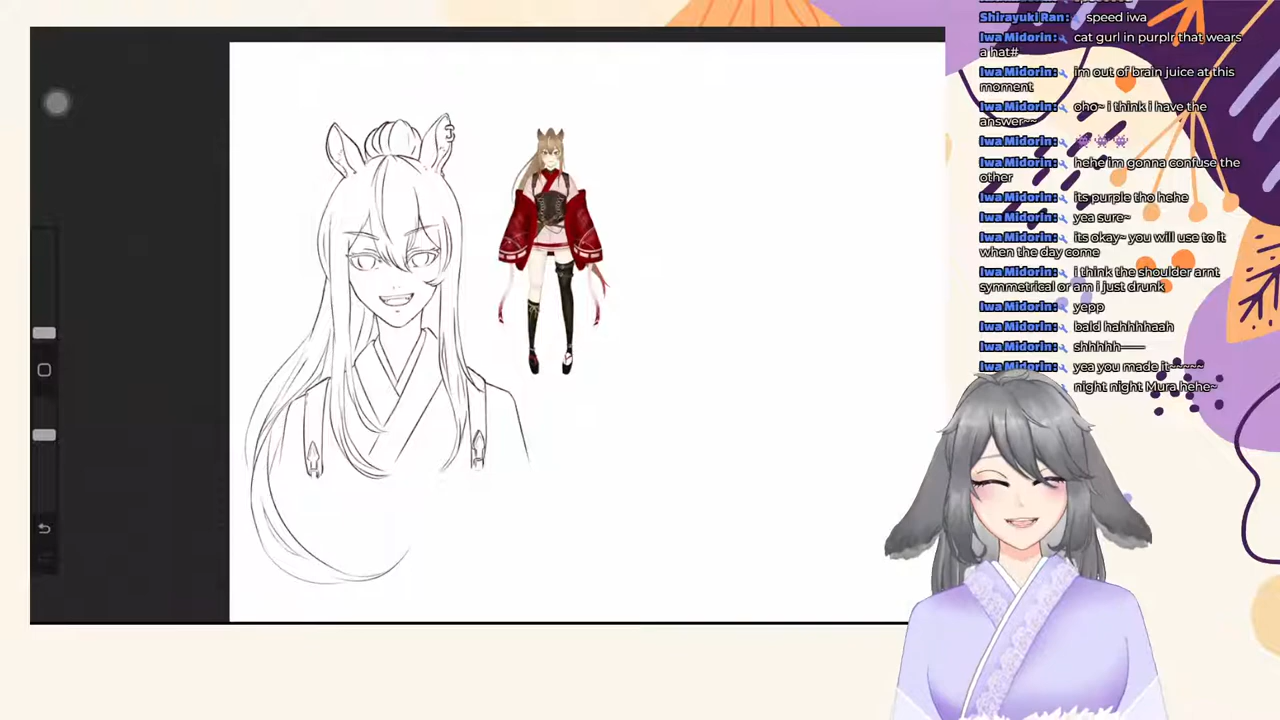 Shirayuki Ran: speed iwa
Iwa Midorin: cat gurl in purplr that wears
a hat#
Iwa Midorin: im out of brain juice at this
moment
Iwa Midorin: oho~ i think i have the
answer~~
Iwa Midorin:
Iwa Midorin: hehe im gonna confuse the
other
Iwa Midorin: its purple tho hehe
Iwa Midorin: yea sure~
Iwa Midorin: its okay~ you will use to it
when the day come
Iwa Midorin: i think the shoulder arnt
symmetrical or am i just drunk
Iwa Midorin: yepp
Iwa Midorin: bald hahhhhaah
Iwa Midorin: shhhhh——
Iwa Midorin: yea you made it~~~~~
night night Mura hehe~